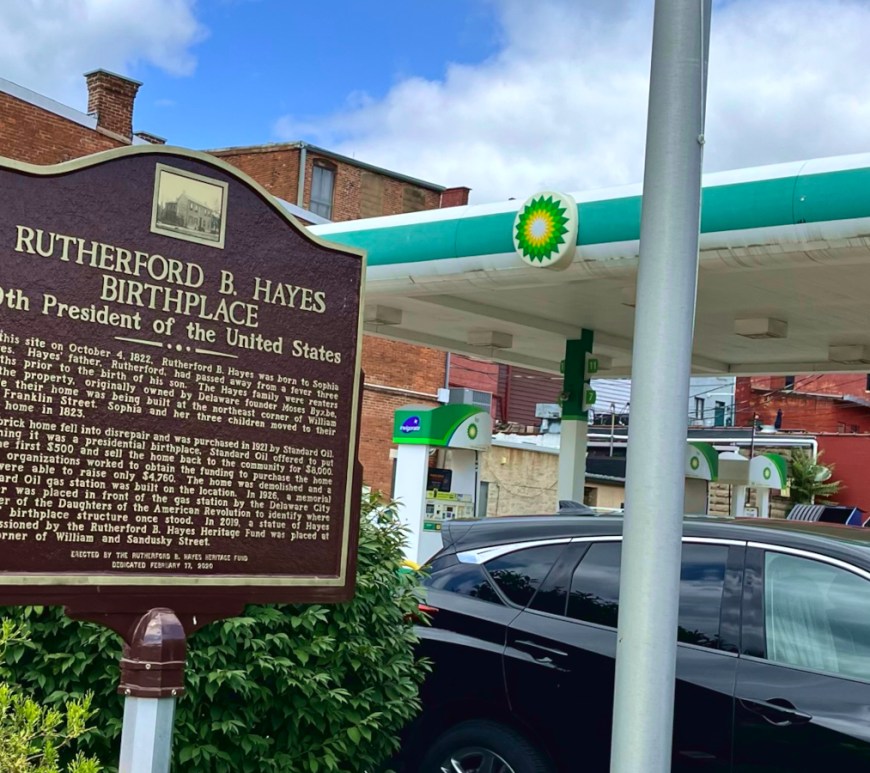 RUTHERFORD B. HAYES
BIRTHPLACE
0th President of the United States
this site on October 4, 1822, Rutherford B. Hayes was born to Sophia
es. Hayes' father, Rutherford, had passed away from a fever three
ths prior to the birth of his son. The Hayes family were renters
the property, originally owned by Delaware founder Moses Byxbe,
e their home was being built at the northeast corner of William
Franklin Street. Sophia and her three children moved to their
home in 1823.
brick home fell into disrepair and was purchased in 1921 by Standard Oil.
ning it was a presidential birthplace, Standard Oil offered to put
e first $500 and sell the home back to the community for $8,000.
organizations worked to obtain the funding to purchase the home
were able to raise only $4,760. The home was demolished and a
ard Oil gas station was built on the location. In 1926, a memorial
er was placed in front of the gas station by the Delaware City
er of the Daughters of the American Revolution to identify where
birthplace structure once stood. In 2019, a statue of Hayes
ssioned by the Rutherford B. Hayes Heritage Fund was placed at
orner of William and Sandusky Street.
ERECTED BY THE RUTHERFORD B. HAYES HERITAGE FUND
DEDICATED FEBRUARY 17, 2020
bp